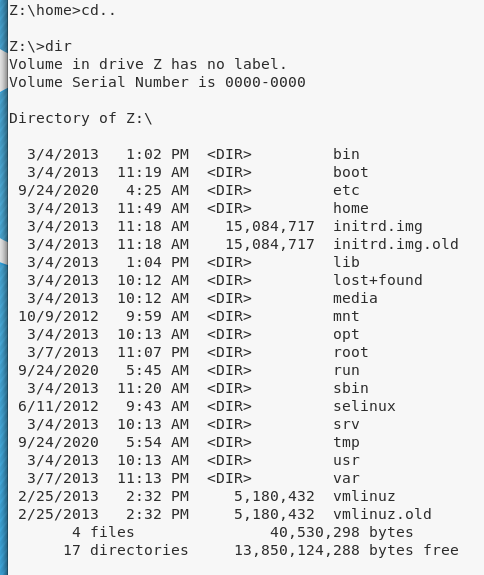 Z:\home>cd..
Z:\>dir
Volume in drive Z has no label.
Volume Serial Number is 0000-0000
Directory of Z:\
3/4/2013   1:02 PM  <DIR>         bin
3/4/2013  11:19 AM  <DIR>         boot
9/24/2020   4:25 AM  <DIR>         etc
3/4/2013  11:49 AM  <DIR>         home
3/4/2013  11:18 AM    15,084,717  initrd.img
3/4/2013  11:18 AM    15,084,717  initrd.img.old
3/4/2013   1:04 PM  <DIR>         lib
3/4/2013  10:12 AM  <DIR>         lost+found
3/4/2013  10:12 AM  <DIR>         media
10/9/2012   9:59 AM  <DIR>         mnt
3/4/2013  10:13 AM  <DIR>         opt
3/7/2013  11:07 PM  <DIR>         root
9/24/2020   5:45 AM  <DIR>         run
3/4/2013  11:20 AM  <DIR>         sbin
6/11/2012   9:43 AM  <DIR>         selinux
3/4/2013  10:13 AM  <DIR>         srv
9/24/2020   5:54 AM  <DIR>         tmp
3/4/2013  10:13 AM  <DIR>         usr
3/7/2013  11:13 PM  <DIR>         var
2/25/2013   2:32 PM     5,180,432  vmlinuz
2/25/2013   2:32 PM     5,180,432  vmlinuz.old
4 files               40,530,298 bytes
17 directories     13,850,124,288 bytes free